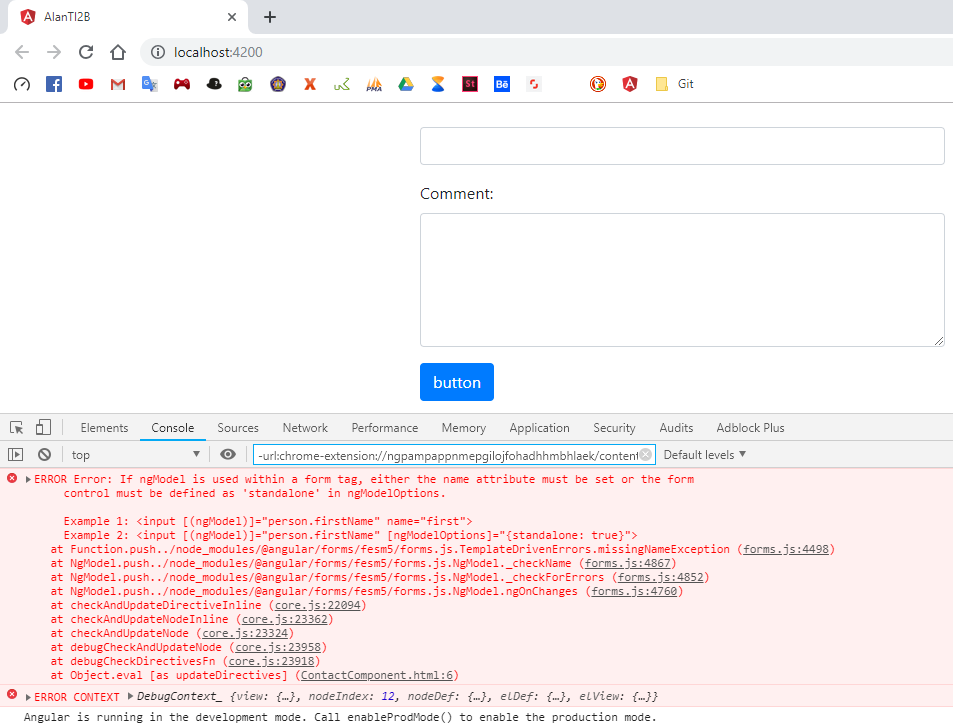 AlanTI2B
localhost:4200
PMA
St
Bē
Git
Comment:
button
Elements Console Sources Network Performance Memory Application Security Audits Adblock Plus
top -url:chrome-extension://ngpampappnmepgilojfohadhhmbhlaek/content Default levels
ERROR Error: If ngModel is used within a form tag, either the name attribute must be set or the form
control must be defined as 'standalone' in ngModelOptions.
Example 1: <input [(ngModel)]="person.firstName" name="first">
Example 2: <input [(ngModel)]="person.firstName" [ngModelOptions]="{standalone: true}">
at Function.push../node_modules/@angular/forms/fesm5/forms.js.TemplateDrivenErrors.missingNameException (forms.js:4498)
at NgModel.push../node_modules/@angular/forms/fesm5/forms.js.NgModel._checkName (forms.js:4867)
at NgModel.push../node_modules/@angular/forms/fesm5/forms.js.NgModel._checkForErrors (forms.js:4852)
at NgModel.push../node_modules/@angular/forms/fesm5/forms.js.NgModel.ngOnChanges (forms.js:4760)
at checkAndUpdateDirectiveInline (core.js:22094)
at checkAndUpdateNodeInline (core.js:23362)
at checkAndUpdateNode (core.js:23324)
at debugCheckAndUpdateNode (core.js:23958)
at debugCheckDirectivesFn (core.js:23918)
at Object.eval [as updateDirectives] (ContactComponent.html:6)
ERROR CONTEXT DebugContext_ {view: {…}, nodeIndex: 12, nodeDef: {…}, elDef: {…}, elView: {…}}
Angular is running in the development mode. Call enableProdMode() to enable the production mode.